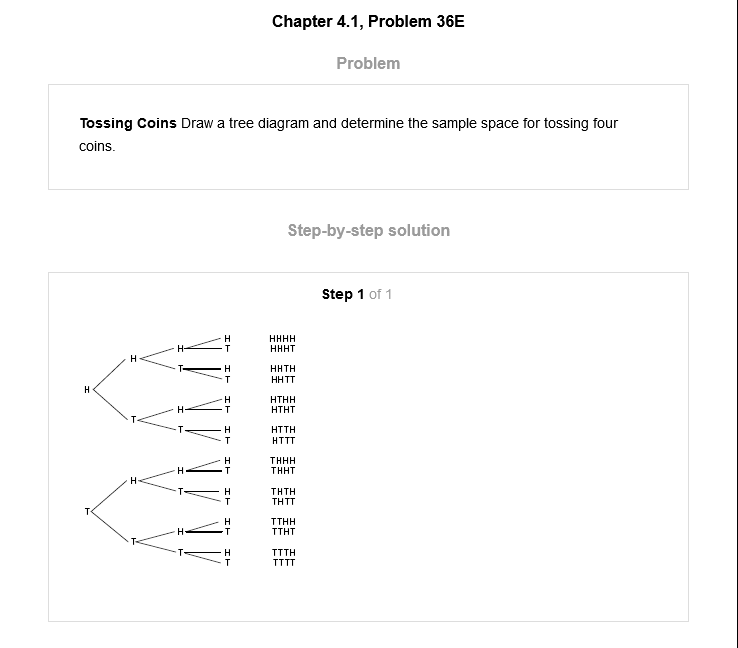 Chapter 4.1, Problem 36E
Problem
Tossing Coins Draw a tree diagram and determine the sample space for tossing four
coins.
Step-by-step solution
Step 1 of 1
H HHHH
H T HHHT
H
T H HHTH
T HHTT
H
H HTHH
H T HTHT
T
T H HTTH
T HTTT
H THHH
H T THHT
H
T H THTH
T THTT
T
H TTHH
H T TTHT
T
T H TTTH
T TTTT